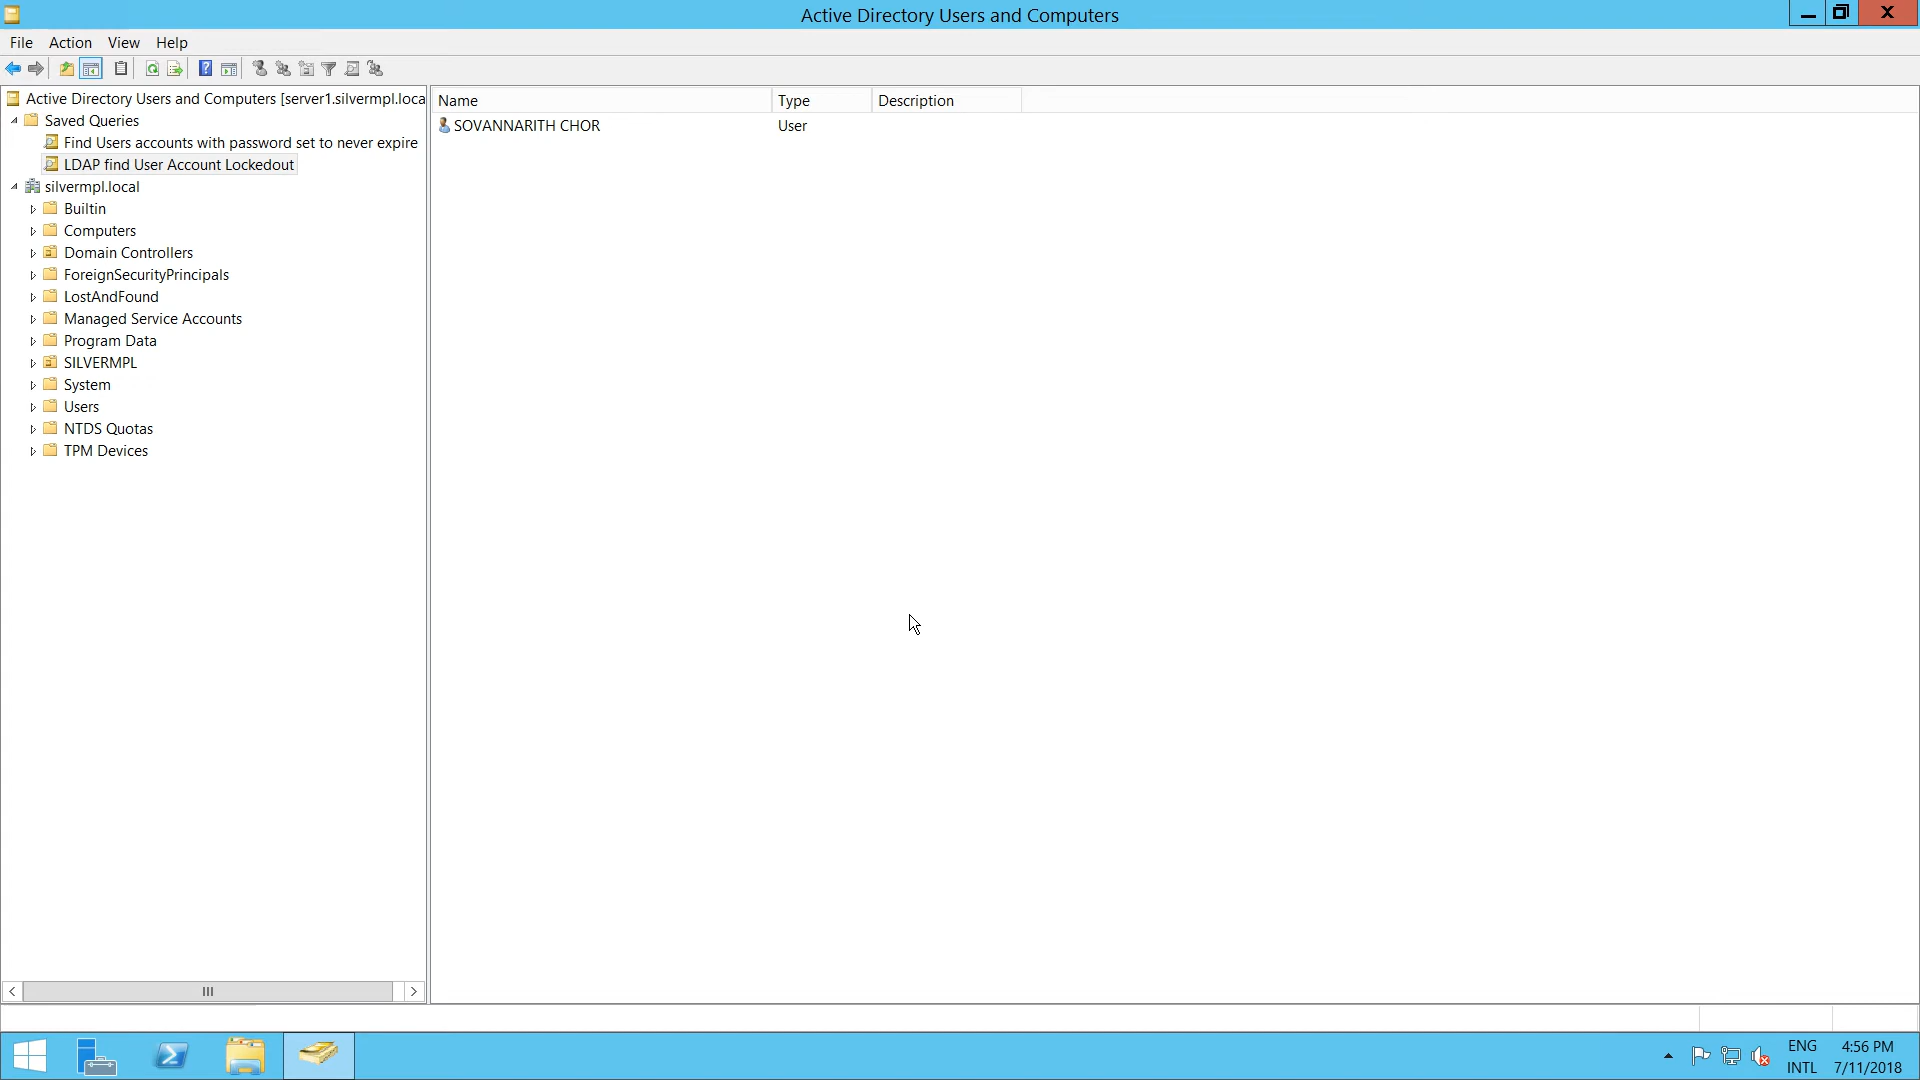 Active Directory Users and Computers
File Action View Help
Active Directory Users and Computers [server1.silvermpl.loca
Saved Queries
Find Users accounts with password set to never expire
LDAP find User Account Lockedout
silvermpl.local
Builtin
Computers
Domain Controllers
ForeignSecurityPrincipals
LostAndFound
Managed Service Accounts
Program Data
SILVERMPL
System
Users
NTDS Quotas
TPM Devices
Name Type Description
SOVANNARITH CHOR User
ENG 4:56 PM
INTL 7/11/2018